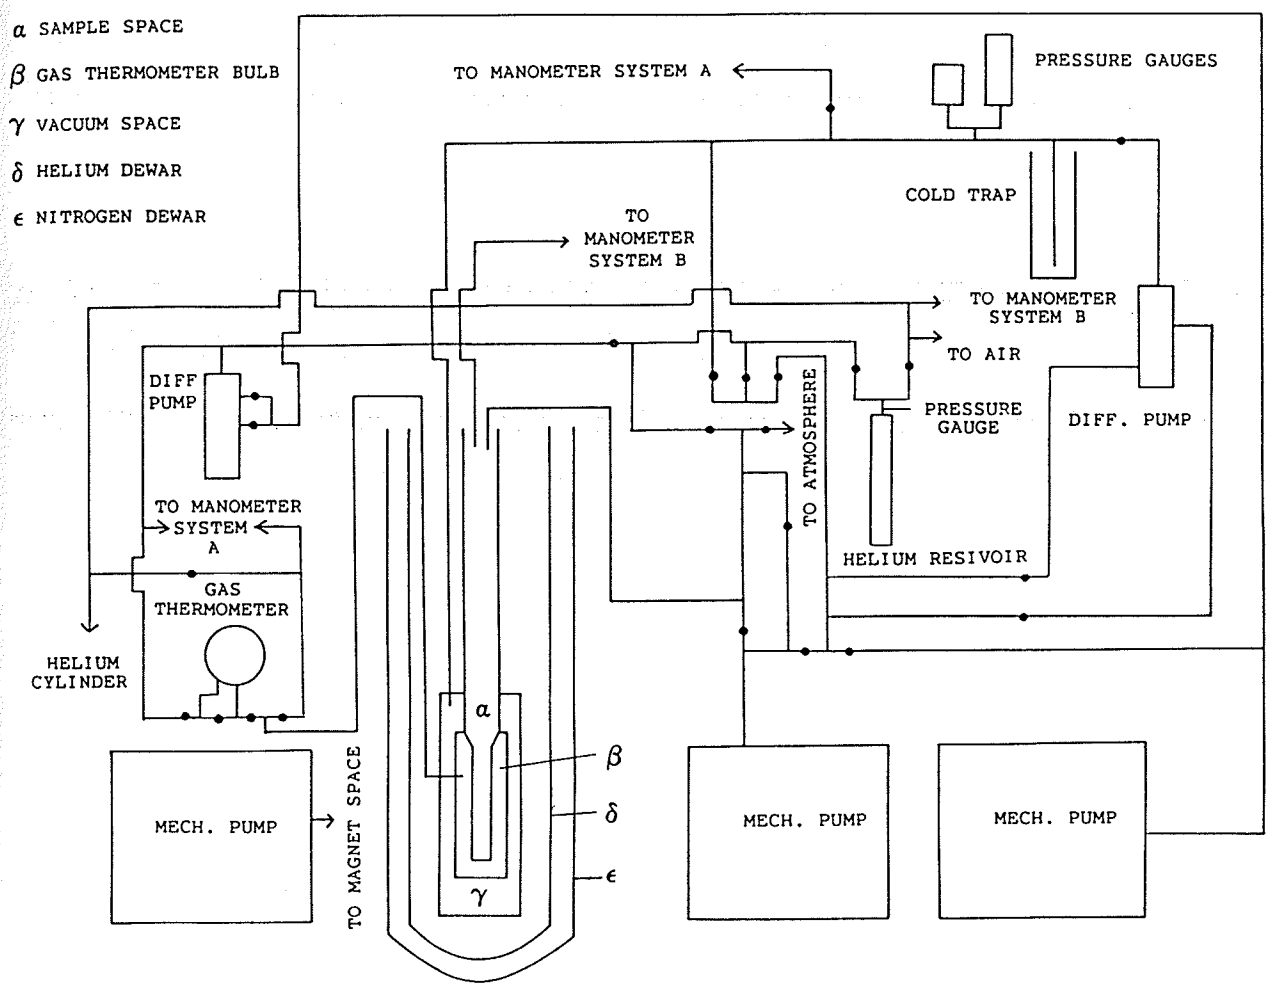 α SAMPLE SPACE
β GAS THERMOMETER BULB
γ VACUUM SPACE
δ HELIUM DEWAR
ϵ NITROGEN DEWAR
TO MANOMETER SYSTEM A
PRESSURE GAUGES
COLD TRAP
TO
MANOMETER
SYSTEM B
TO MANOMETER
SYSTEM B
TO AIR
DIFF
PUMP
PRESSURE
GAUGE
DIFF. PUMP
TO ATMOSPHERE
TO MANOMETER
SYSTEM
A
HELIUM RESIVOIR
GAS
THERMOMETER
HELIUM
CYLINDER
α
β
δ
ϵ
γ
MECH. PUMP
TO MAGNET SPACE
MECH. PUMP
MECH. PUMP